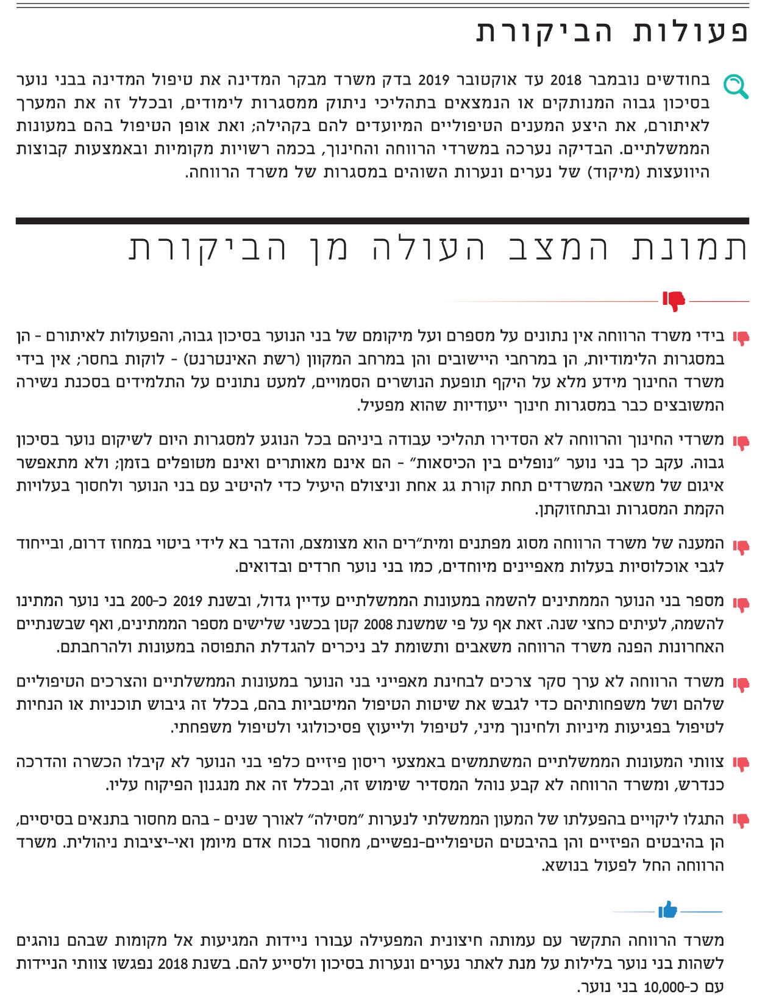 פעולות הביקורת
בחודשים נובמבר 2018 עד אוקטובר 2019 בדק משרד מבקר המדינה את טיפול המדינה בבני נוער
בסיכון גבוה המנותקים או הנמצאים בתהליכי ניתוק ממסגרות לימודים, ובכלל זה את המערך
לאיתורם, את היצע המענים הטיפוליים המיועדים להם בקהילה; ואת אופן הטיפול בהם במעונות
הממשלתיים. הבדיקה נערכה במשרדי הרווחה והחינוך, בכמה רשויות מקומיות ובאמצעות קבוצות
היוועצות (מיקוד) של נערים ונערות השוהים במסגרות של משרד הרווחה.
תמונת המצב העולה מן הביקורת
בידי משרד הרווחה אין נתונים על מספרם ועל מיקומם של בני הנוער בסיכון גבוה, והפעולות לאיתורם - הן
במסגרות הלימודיות, הן במרחבי היישובים והן במרחב המקוון (רשת האינטרנט) - לוקות בחסר; אין בידי
משרד החינוך מידע מלא על היקף תופעת הנושרים הסמויים, למעט נתונים על התלמידים בסכנת נשירה
המשובצים כבר במסגרות חינוך ייעודיות שהוא מפעיל.
משרדי החינוך והרווחה לא הסדירו תהליכי עבודה ביניהם בכל הנוגע למסגרות היום לשיקום נוער בסיכון
גבוה. עקב כך בני נוער "נופלים בין הכיסאות" - הם אינם מאותרים ואינם מטופלים בזמן; ולא מתאפשר
איגום של משאבי המשרדים תחת קורת גג אחת וניצולם היעיל כדי להיטיב עם בני הנוער ולחסוך בעלויות
הקמת המסגרות ובתחזוקתן.
המענה של משרד הרווחה מסוג מפתנים ומית"רים הוא מצומצם, והדבר בא לידי ביטוי במחוז דרום, ובייחוד
לגבי אוכלוסיות בעלות מאפיינים מיוחדים, כמו בני נוער חרדים ובדואים.
מספר בני הנוער הממתינים להשמה במעונות הממשלתיים עדיין גדול, ובשנת 2019 כ-200 בני נוער המתינו
להשמה, לעיתים כחצי שנה. זאת אף על פי שמשנת 2008 קטן בכשני שלישים מספר הממתינים, ואף שבשנתיים
האחרונות הפנה משרד הרווחה משאבים ותשומת לב ניכרים להגדלת התפוסה במעונות ולהרחבתם.
משרד הרווחה לא ערך סקר צרכים לבחינת מאפייני בני הנוער במעונות הממשלתיים והצרכים הטיפוליים
שלהם ושל משפחותיהם כדי לגבש את שיטות הטיפול המיטביות בהם, בכלל זה גיבוש תוכניות או הנחיות
לטיפול בפגיעות מיניות ולחינוך מיני, לטיפול ולייעוץ פסיכולוגי ולטיפול משפחתי.
צוותי המעונות הממשלתיים המשתמשים באמצעי ריסון פיזיים כלפי בני הנוער לא קיבלו הכשרה והדרכה
כנדרש, ומשרד הרווחה לא קבע נוהל המסדיר שימוש זה, ובכלל זה את מנגנון הפיקוח עליו.
התגלו ליקויים בהפעלתו של המעון הממשלתי לנערות "מסילה" לאורך שנים - בהם מחסור בתנאים בסיסיים,
הן בהיבטים הפיזיים והן בהיבטים הטיפוליים-נפשיים, מחסור בכוח אדם מיומן ואי-יציבות ניהולית. משרד
הרווחה החל לפעול בנושא.
משרד הרווחה התקשר עם עמותה חיצונית המפעילה עבורו ניידות המגיעות אל מקומות שבהם נוהגים
לשהות בני נוער בלילות על מנת לאתר נערים ונערות בסיכון ולסייע להם. בשנת 2018 נפגשו צוותי הניידות
עם כ-10,000 בני נוער.